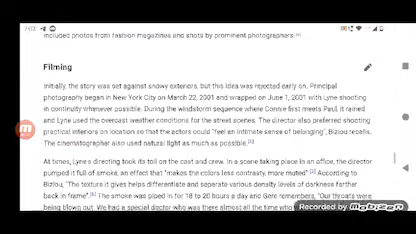 7:03
included photos from fashion magazines and shots by prominent photographers.[5]
Filming
Initially, the story was set against snowy exteriors, but this idea was rejected early on. Principal
photography began in New York City on March 22, 2001 and wrapped on June 1, 2001 with Lyne shooting
in continuity whenever possible. During the windstorm sequence where Connie first meets Paul, it rained
and Lyne used the overcast weather conditions for the street scenes. The director also preferred shooting
practical interiors on location so that the actors could "feel an intimate sense of belonging", Biziou recalls.
The cinematographer also used natural light as much as possible.[5]
At times, Lyne's directing took its toil on the cast and crew. In a scene taking place in an office, the director
pumped it full of smoke, an effect that "makes the colors less contrasty, more muted".[2] According to
Biziou, "The texture it gives helps differentiate and separate various density levels of darkness farther
back in frame".[5] The smoke was piped in for 18 to 20 hours a day and Gere remembers, "Our throats were
being blown out. We had a special doctor who was there almost all the time who
Recorded by Mobizen